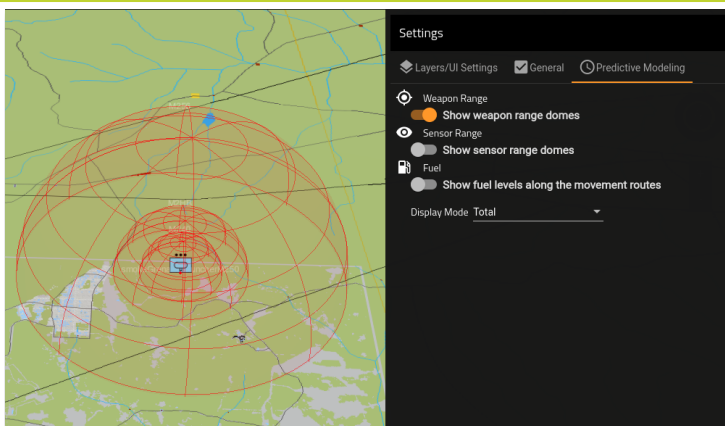 Settings
Layers/UI Settings
General
Predictive Modeling
Weapon Range
Show weapon range domes
Sensor Range
Show sensor range domes
Fuel
Show fuel levels along the movement routes
Display Mode Total